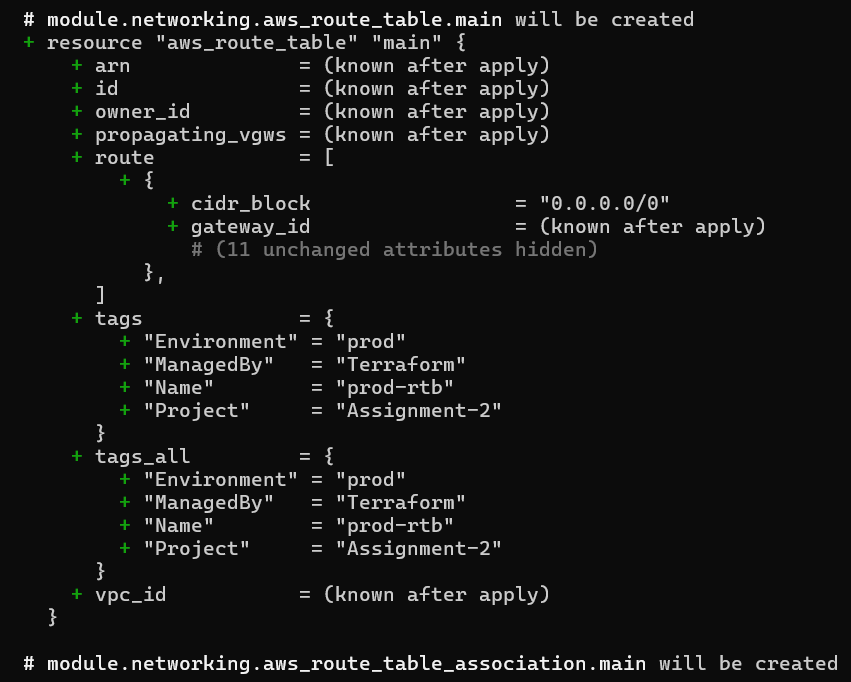 # module.networking.aws_route_table.main will be created
+ resource "aws_route_table" "main" {
    + arn              = (known after apply)
    + id               = (known after apply)
    + owner_id         = (known after apply)
    + propagating_vgws = (known after apply)
    + route            = [
        + {
            + cidr_block                 = "0.0.0.0/0"
            + gateway_id                 = (known after apply)
              # (11 unchanged attributes hidden)
          },
      ]
    + tags             = {
        + "Environment" = "prod"
        + "ManagedBy"   = "Terraform"
        + "Name"        = "prod-rtb"
        + "Project"     = "Assignment-2"
      }
    + tags_all         = {
        + "Environment" = "prod"
        + "ManagedBy"   = "Terraform"
        + "Name"        = "prod-rtb"
        + "Project"     = "Assignment-2"
      }
    + vpc_id           = (known after apply)
  }
# module.networking.aws_route_table_association.main will be created